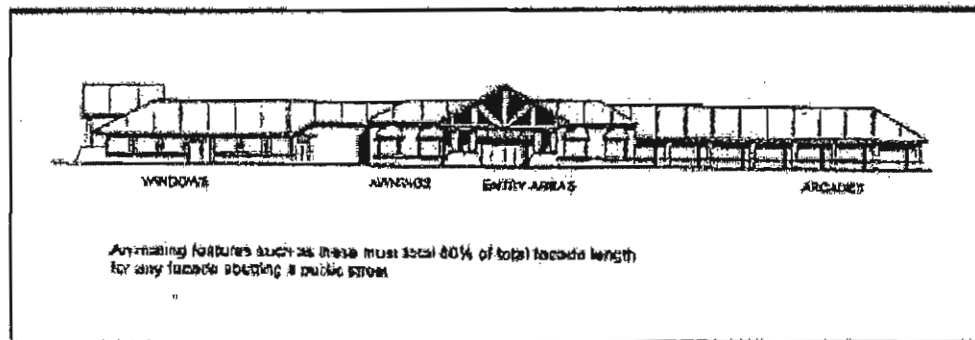 WINDOWS AWNINGS ENTRY AREAS ARCADES
Animating features such as these must total 60% of total facade length
for any facade abutting a public street